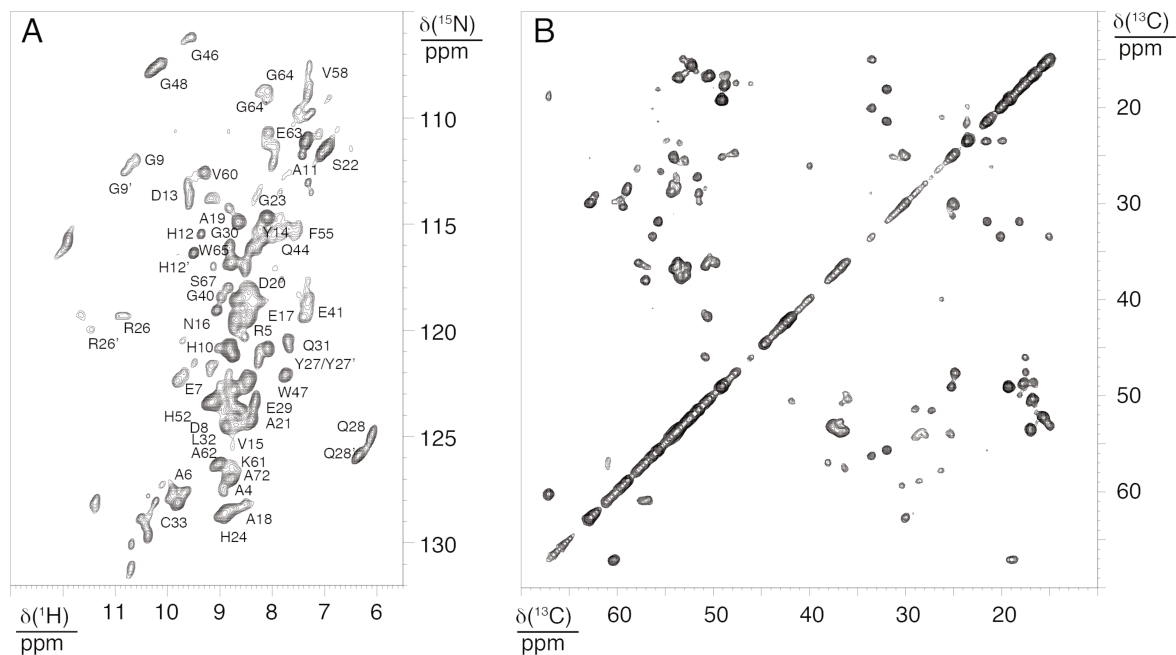 A
δ(¹⁵N)
ppm
G46
G48
G64
G64'
V58
110
E63
G9
G9'
V60
A11
S22
D13
G23
A19
115
H12
G30
Y14
F55
W65
Q44
H12'
S67
D20
G40
E17
E41
N16
120
R26
R5
R26'
H10
Q31
Y27/Y27'
E7
W47
H52
E29
D8
A21
125
Q28
L32
V15
Q28'
A62
K61
A6
A72
A4
C33
A18
H24
130
δ(¹H)
ppm
11 10 9 8 7 6
B
δ(¹³C)
ppm
20
30
40
50
60
δ(¹³C)
ppm
60 50 40 30 20